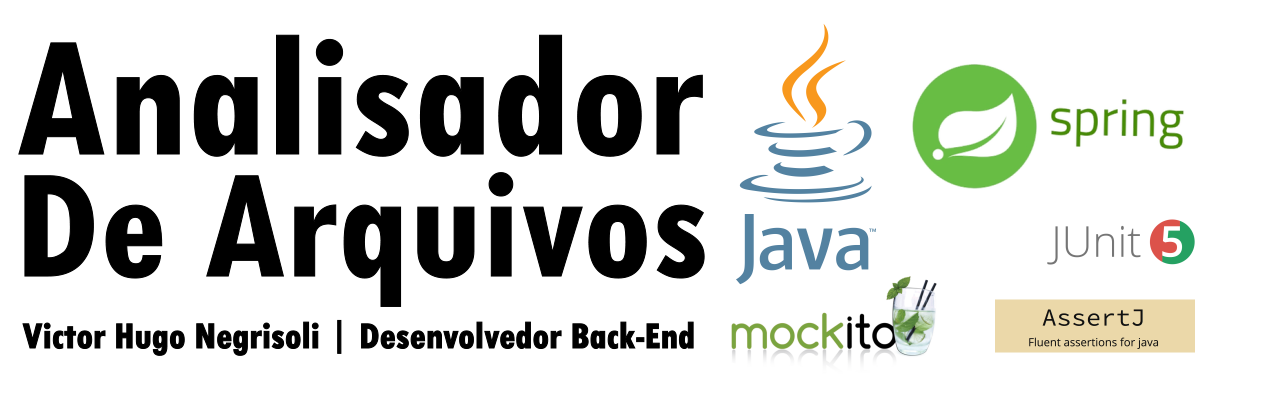 Analisador
De Arquivos
Victor Hugo Negrisoli | Desenvolvedor Back-End
Java™
spring
JUnit 5
mockito
AssertJ
Fluent assertions for java